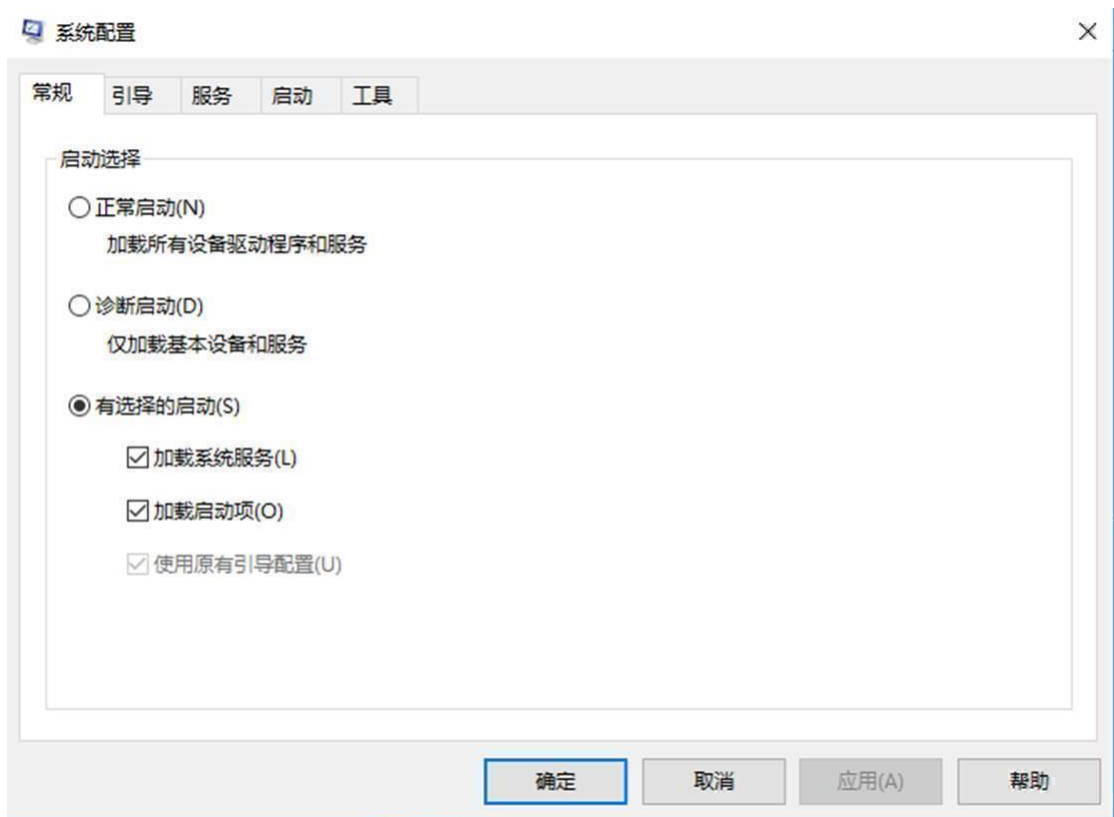 系统配置
常规 引导 服务 启动 工具
启动选择
正常启动(N)
加载所有设备驱动程序和服务
诊断启动(D)
仅加载基本设备和服务
有选择的启动(S)
加载系统服务(L)
加载启动项(O)
使用原有引导配置(U)
确定 取消 应用(A) 帮助